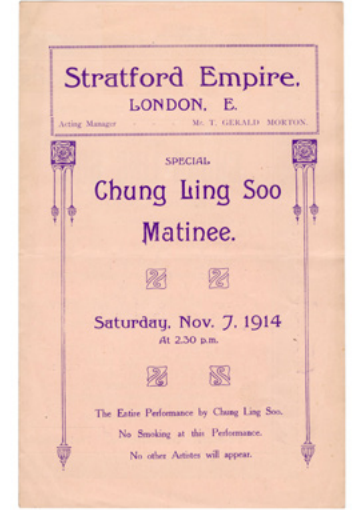 Stratford Empire,
LONDON, E.
Acting Manager - - - - Mr. T. GERALD MORTON.
SPECIAL
Chung Ling Soo
Matinee.
Saturday, Nov. 7, 1914
At 2.30 p.m.
The Entire Performance by Chung Ling Soo.
No Smoking at this Performance.
No other Artistes will appear.